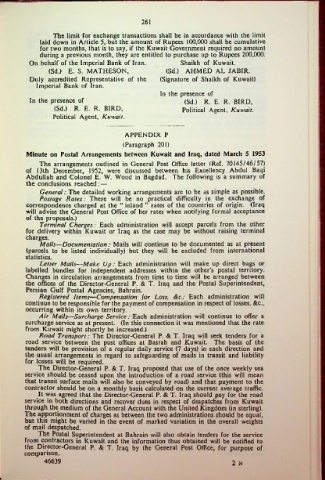 261
The limit for exchange transactions shall be in accordance with the limit
laid down in Article 5, but the amount of Rupees 100,000 shall be cumulative
for two months, that is to say, if the Kuwait Government required no amount
during a previous month, they are entitled to purchase up to Rupees 200,000.
On behalf of the Imperial Bank of Iran. Shaikh of Kuwait.
(Sd.) E. S. MATHESON, (Sd.) AHMED AL JABIR.
Duly accredited Representative of the (Signature of Shaikh of Kuwait)
Imperial Bank of Iran.
In the presence of
In the presence of (Sd.) R. E. R. BIRD,
(Sd.) R. E. R. BIRD, Political Agent, Kuwait.
Political Agent, Kuwait.
APPENDIX P
(Paragraph 201)
Minute on Postal Arrangements between Kuwait and Iraq, dated March 5 1953
The arrangements outlined in General Post Office letter (Ref. 70145/46/57)
of 13th December, 1952, were discussed between his Excellency Abdul Baqi
Abdullah and Colonel E. W. Wood in Bagdad. The following is a summary of
the conclusions reached :—
General: The detailed working arrangements are to be as simple as possible.
Postage Rates: There will be no practical difficulty in the exchange of
correspondence charged at the "inland" rates of the countries of origin. (Iraq
will advise the General Post Office of her rates when notifying formal acceptance
of the proposals.)
Terminal Charges: Each administration will accept parcels from the other
for delivery within Kuwait or Iraq as the case may be without raising terminal
charges.
Mails—Documentation: Mails will continue to be documented as at present
(parcels to be listed individually) but they will be excluded from international
statistics.
Letter Mails—Make Up: Each administration will make up direct bags or
labelled bundles for independent addresses within the other's postal territory.
Changes in circulation arrangements from time to time will be arranged between
the offices of the Director-General P. & T. Iraq and the Postal Superintendent,
Persian Gulf Postal Agencies, Bahrain.
Registered Items—Compensation for Loss, &c.: Each administration will
continue to be responsible for the payment of compensation in respect of losses, &c.,
occurring within its own territory.
Air Mails—Surcharge Service: Each administration will continue to offer a
surcharge service as at present. (In this connection it was mentioned that the rate
from Kuwait might shortly be increased.)
Road Transport: The Director-General P. & T. Iraq will seek tenders for a
road service between the post offices at Basrah and Kuwait. The basis of the
tenders will be provision of a regular daily service (7 days) in each direction and
the usual arrangements in regard to safeguarding of mails in transit and liability
for losses will be required.
The Director-General P. & T. Iraq proposed that use of the once weekly sea
service should be ceased upon the introduction of a road service (this will mean
that transit surface mails will also be conveyed by road) and that payment to the
contractor should be on a monthly basis calculated on the current average traffic.
It was agreed that the Director-General P. & T. Iraq should pay for the road
service in both directions and recover dues in respect of despatches from Kuwait
through the medium of the General Account with the United Kingdom (in sterling).
The apportionment of charges as between the two administrations should be equal,
but this might be varied in the event of marked variation in the overall weights
of mail despatched.
The Postal Superintendent at Bahrain will also obtain tenders for the service
from contractors in Kuwait and the information thus obtained will be notified to
the Director-General P. & T. Iraq by the General Post Office, for purpose of
comparison.
46639 2 N